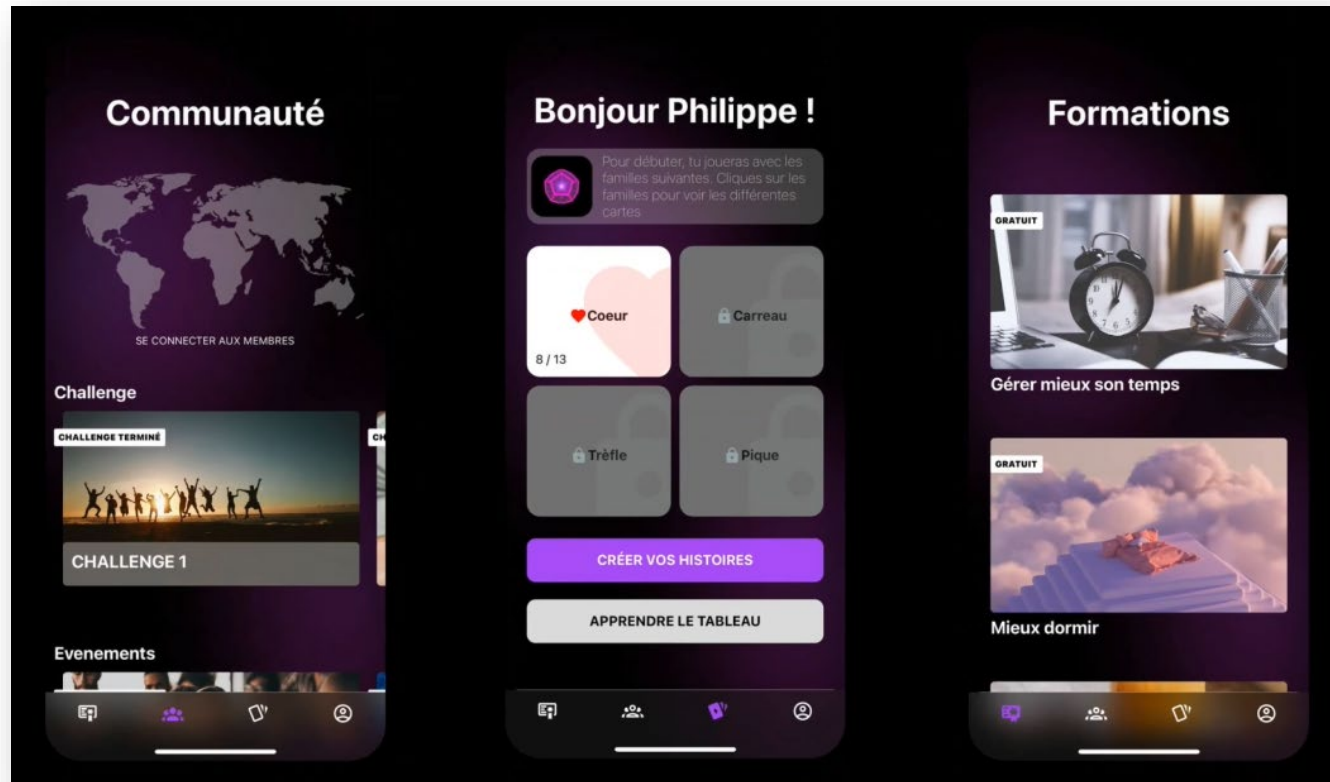 Communauté
SE CONNECTER AUX MEMBRES
Challenge
CHALLENGE TERMINÉ
CH
CHALLENGE 1
Evenements
Bonjour Philippe !
Pour débuter, tu joueras avec les
familles suivantes. Cliques sur les
familles pour voir les différentes
cartes
Coeur
8 / 13
Carreau
Trèfle
Pique
CRÉER VOS HISTOIRES
APPRENDRE LE TABLEAU
Formations
GRATUIT
Gérer mieux son temps
GRATUIT
Mieux dormir